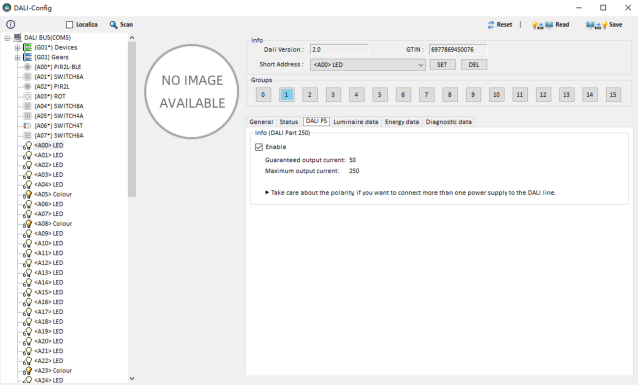 DALI-Config
Localiza
Scan
Reset
Read
Save
DALI BUS(COM5)
[G01*) Devices
[G01) Gears
(A00*) PIR2L-BLE
(A01*) SWITCH6A
(A02*) PIR2L
(A03*) ROT
(A04*) SWITCH8A
(A05*) SWITCH4A
(A06*) SWITCH4T
(A07*) SWITCH6A
<A00> LED
<A01> LED
<A02> LED
<A03> LED
<A04> LED
<A05> Colour
<A06> LED
<A07> LED
<A08> Colour
<A09> LED
<A10> LED
<A11> LED
<A12> LED
<A13> LED
<A14> LED
<A15> LED
<A16> LED
<A17> LED
<A18> LED
<A19> LED
<A20> LED
<A21> LED
<A22> LED
<A23> Colour
<A24> LED
NO IMAGE
AVAILABLE
Info
Dali Version : 2.0 GTIN : 6977869450076
Short Address : <A00> LED SET DEL
Groups
0 1 2 3 4 5 6 7 8 9 10 11 12 13 14 15
General Status DALI PS Luminaire data Energy data Diagnostic data
Info (DALI Part 250)
Enable
Guaranteed output current: 50
Maximum output current: 250
Take care about the polarity, if you want to connect more than one power supply to the DALI line.